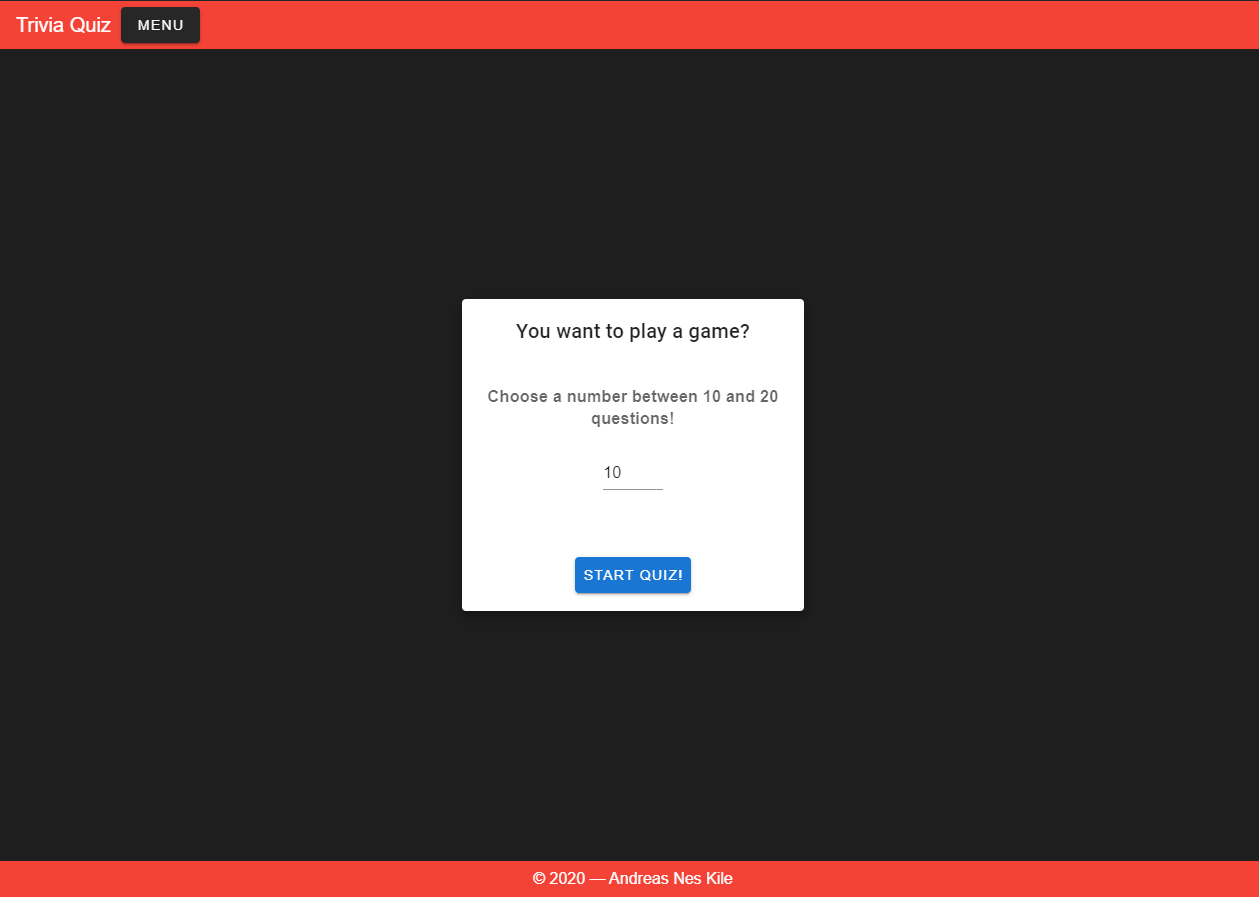 Trivia Quiz MENU
You want to play a game?
Choose a number between 10 and 20
questions!
10
START QUIZ!
© 2020 — Andreas Nes Kile